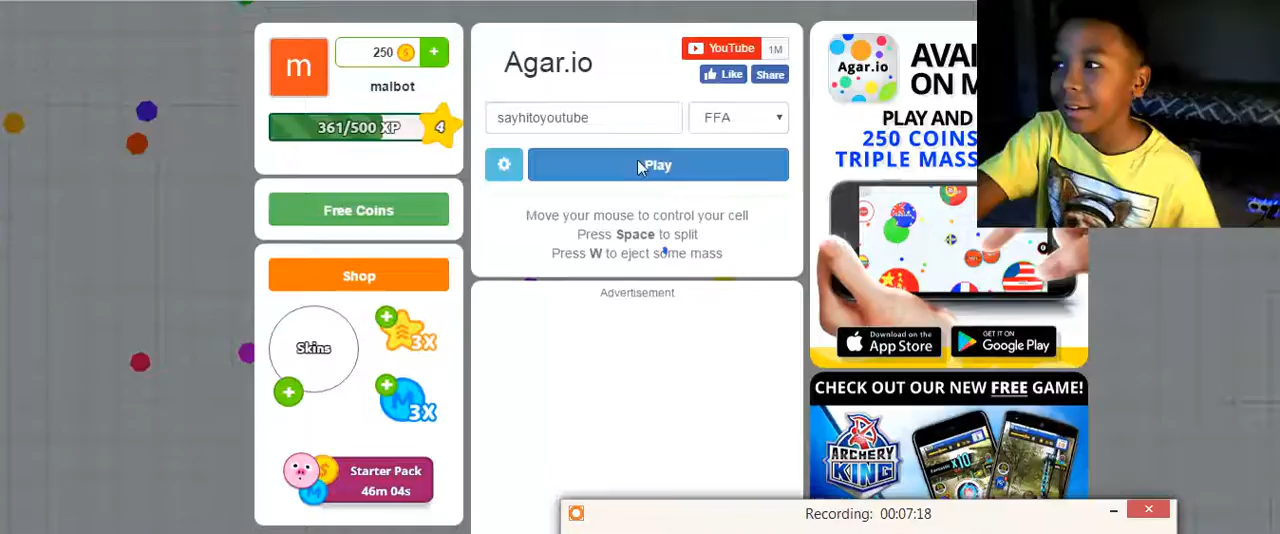 m
250
+
malbot
361/500 XP
4
Free Coins
Shop
Skins
+
+
3X
+
M
3X
Starter Pack
46m 04s
Agar.io
YouTube 1M
Like Share
sayhitoyoutube FFA
Play
Move your mouse to control your cell
Press Space to split
Press W to eject some mass
Advertisement
Agar.io
PLAY AND
250 COINS
TRIPLE MASS
Download on the
App Store
GET IT ON
Google Play
CHECK OUT OUR NEW FREE GAME!
ARCHERY
KING
Recording: 00:07:18